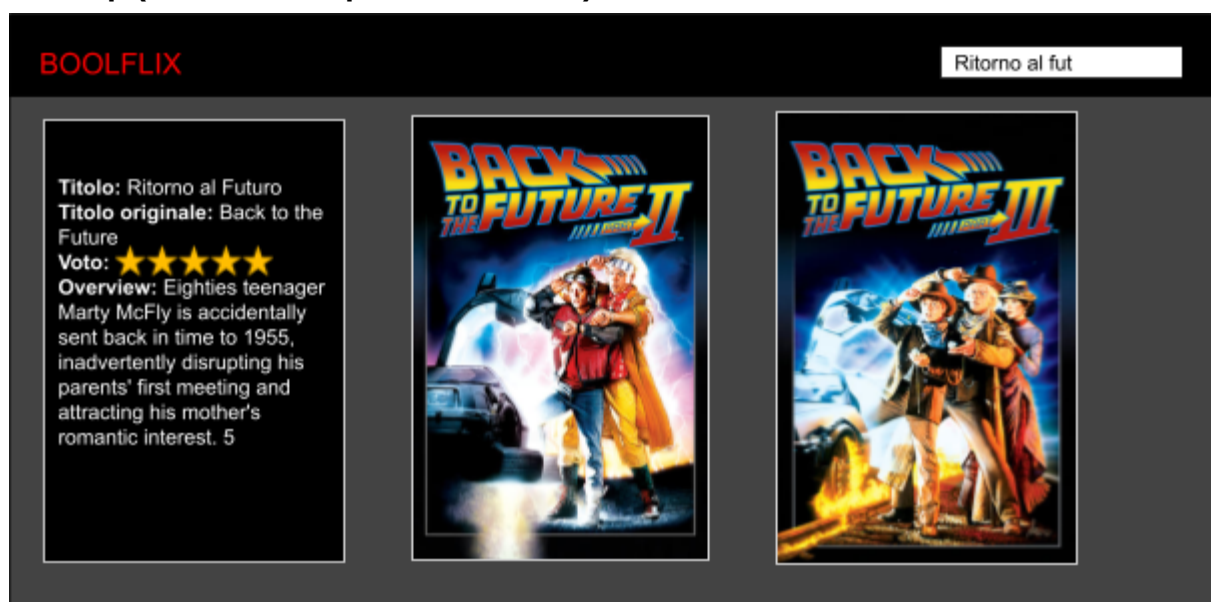 BOOLFLIX
Ritorno al fut
Titolo: Ritorno al Futuro
Titolo originale: Back to the
Future
Voto:
Overview: Eighties teenager
Marty McFly is accidentally
sent back in time to 1955,
inadvertently disrupting his
parents' first meeting and
attracting his mother's
romantic interest. 5
BACK
TO THE FUTURE
PART II
BACK
TO THE FUTURE
PART III